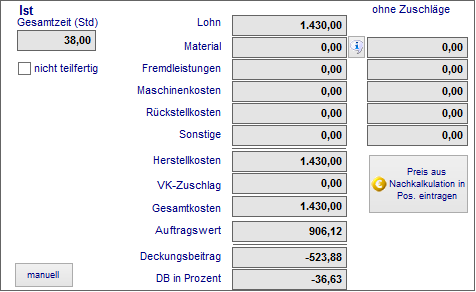 Ist
ohne Zuschläge
Gesamtzeit (Std)
38,00
nicht teilfertig
Lohn 1.430,00
Material 0,00 0,00
Fremdleistungen 0,00 0,00
Maschinenkosten 0,00 0,00
Rückstellkosten 0,00 0,00
Sonstige 0,00 0,00
Herstellkosten 1.430,00
VK-Zuschlag 0,00
Gesamtkosten 1.430,00
Auftragswert 906,12
Deckungsbeitrag -523,88
DB in Prozent -36,63
Preis aus
Nachkalkulation in
Pos. eintragen
manuell